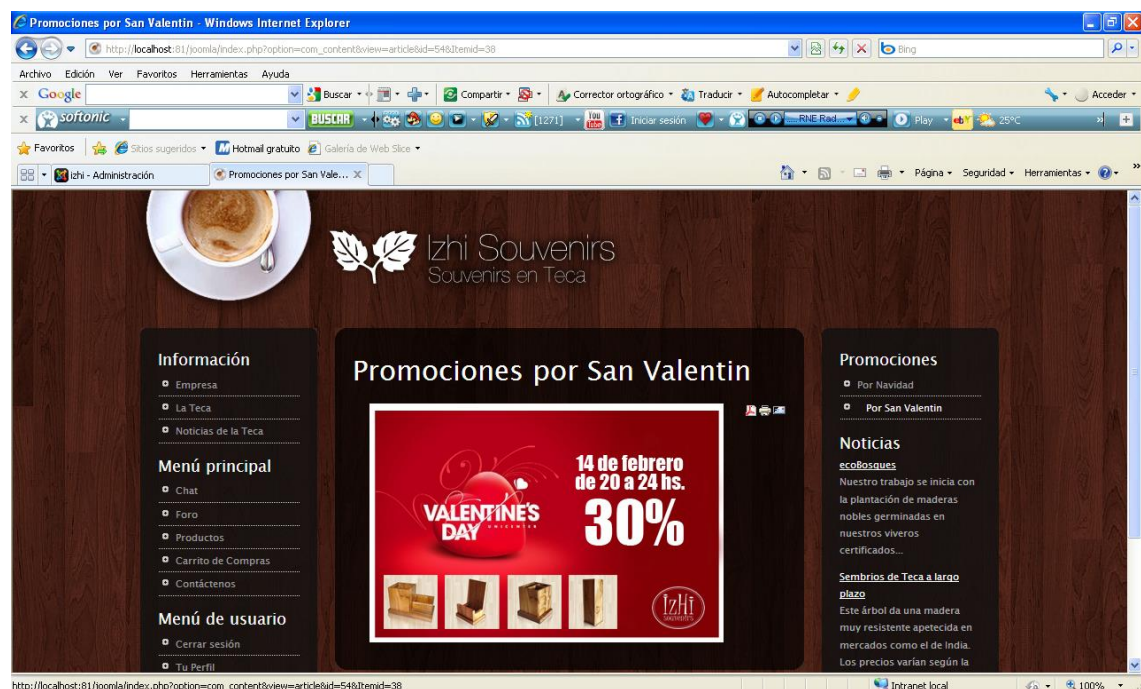 Promociones por San Valentin - Windows Internet Explorer
http://localhost:81/joomla/index.php?option=com_content&view=article&id=54&Itemid=38
Bing
Archivo Edición Ver Favoritos Herramientas Ayuda
x Google Buscar Compartir Corrector ortográfico Traducir Autocompletar Acceder
x softonic BUSCAR [1271] You Tube Iniciar sesión RNE Rad... Play ebY 25°C »
Favoritos Sitios sugeridos Hotmail gratuito Galería de Web Slice
izhi - Administración Promociones por San Vale... X Página Seguridad Herramientas »
Izhi Souvenirs
Souvenirs en Teca
Información
Empresa
La Teca
Noticias de la Teca
Menú principal
Chat
Foro
Productos
Carrito de Compras
Contáctenos
Menú de usuario
Cerrar sesión
Tu Perfil
Promociones por San Valentin
14 de febrero
de 20 a 24 hs.
30%
VALENTINE'S
DAY UNICENTER
IzHi
souvenirs
Promociones
Por Navidad
Por San Valentin
Noticias
ecoBosques
Nuestro trabajo se inicia con
la plantación de maderas
nobles germinadas en
nuestros viveros
certificados...
Sembrios de Teca a largo
plazo
Este árbol da una madera
muy resistente apetecida en
mercados como el de India.
Los precios varían según la
http://localhost:81/joomla/index.php?option=com_content&view=article&id=54&Itemid=38
Intranet local 100%